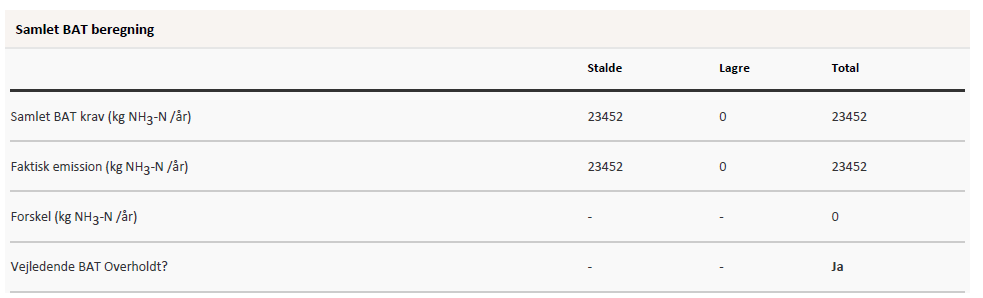 Samlet BAT beregning
Stalde Lagre Total
Samlet BAT krav (kg NH3-N /år) 23452 0 23452
Faktisk emission (kg NH3-N /år) 23452 0 23452
Forskel (kg NH3-N /år) - - 0
Vejledende BAT Overholdt? - - Ja